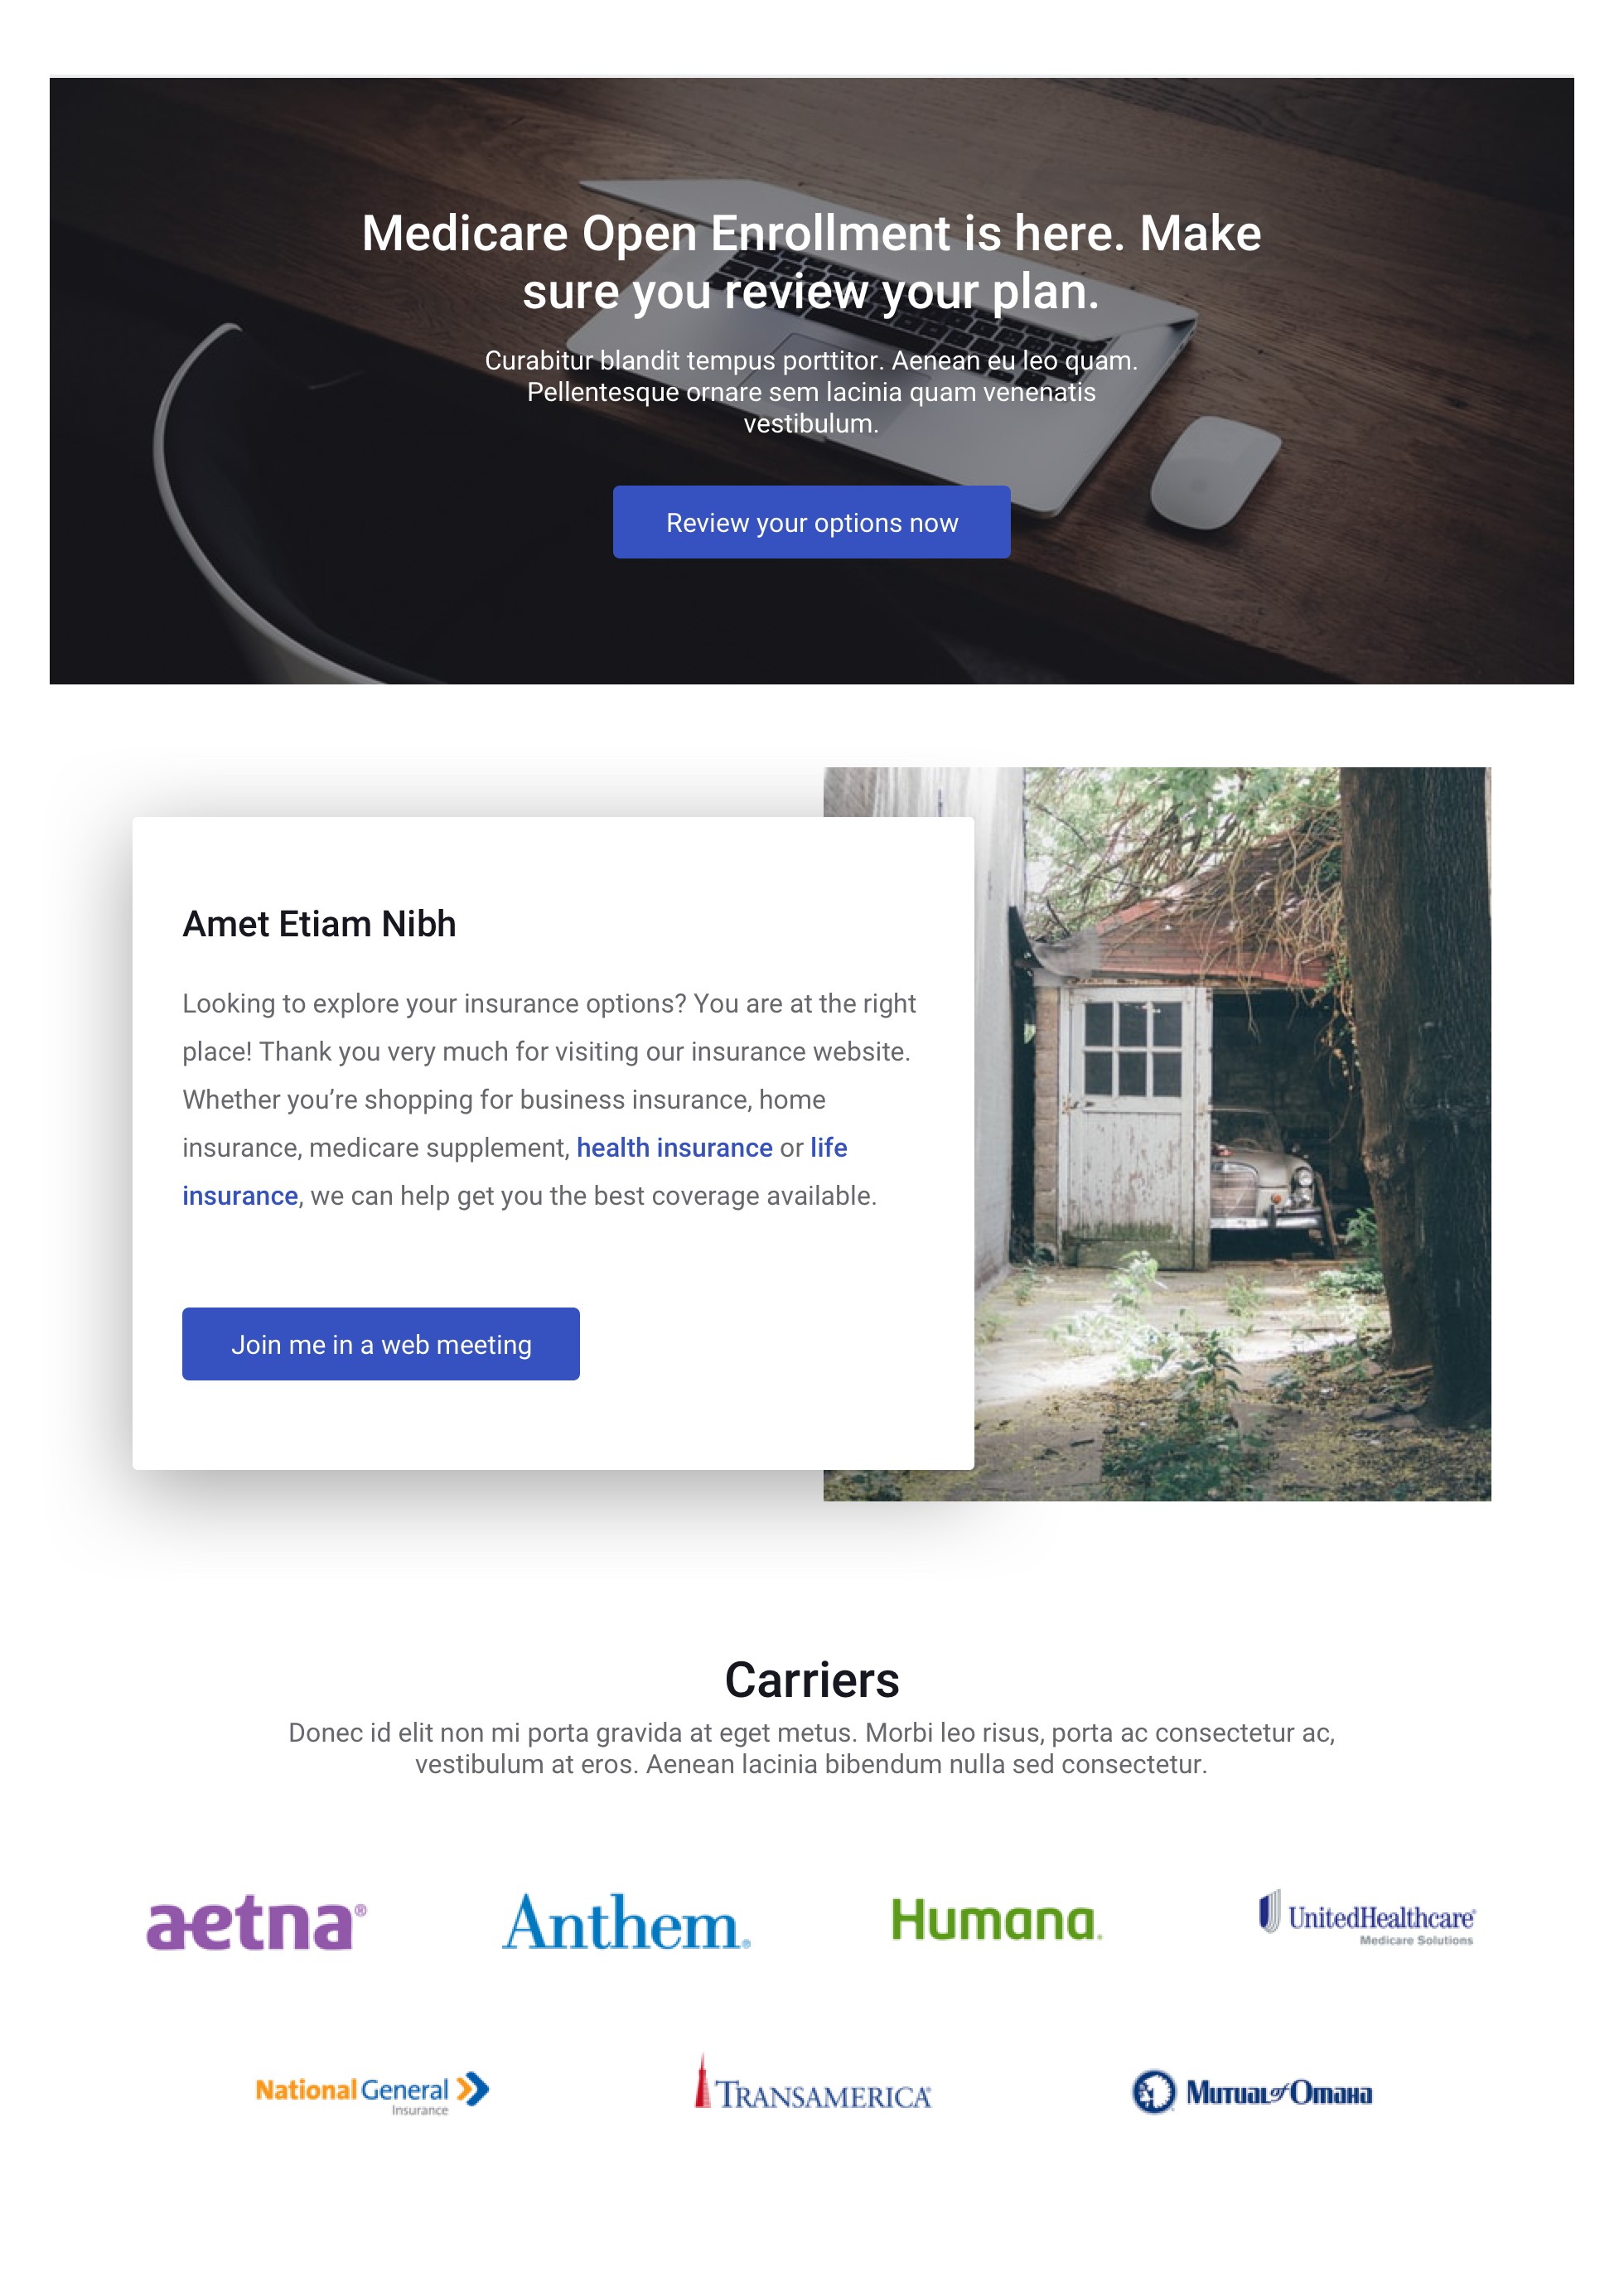 Medicare Open Enrollment is here. Make
sure you review your plan.
Curabitur blandit tempus porttitor. Aenean eu leo quam.
Pellentesque ornare sem lacinia quam venenatis
vestibulum.
Review your options now
Amet Etiam Nibh
Looking to explore your insurance options? You are at the right
place! Thank you very much for visiting our insurance website.
Whether you’re shopping for business insurance, home
insurance, medicare supplement, health insurance or life
insurance, we can help get you the best coverage available.
Join me in a web meeting
Carriers
Donec id elit non mi porta gravida at eget metus. Morbi leo risus, porta ac consectetur ac,
vestibulum at eros. Aenean lacinia bibendum nulla sed consectetur.
aetna®
Anthem®
Humana®
UnitedHealthcare®
Medicare Solutions
National General
Insurance
TRANSAMERICA®
MUTUAL of OMAHA